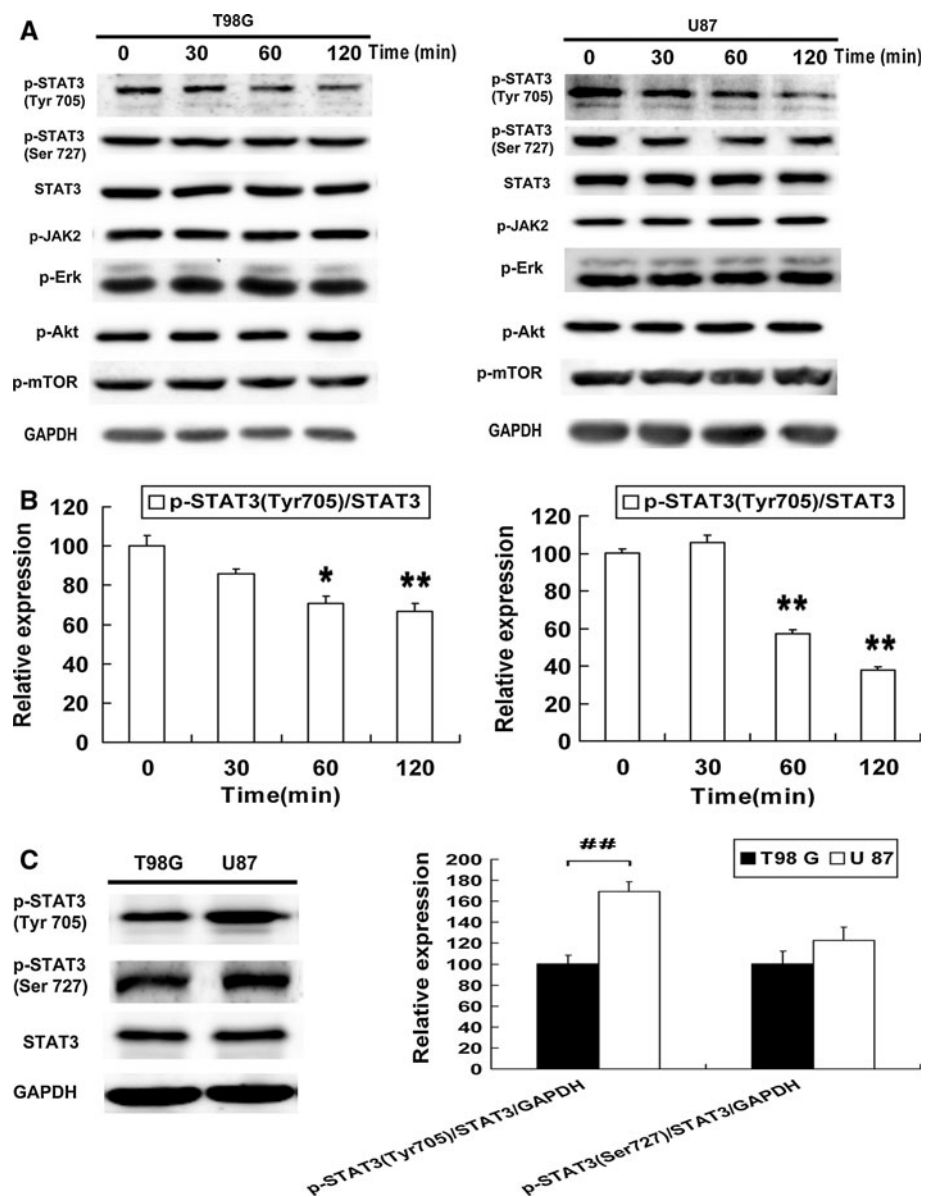 A
T98G
0 30 60 120 Time (min)
p-STAT3
(Tyr 705)
p-STAT3
(Ser 727)
STAT3
p-JAK2
p-Erk
p-Akt
p-mTOR
GAPDH
U87
0 30 60 120 Time (min)
p-STAT3
(Tyr 705)
p-STAT3
(Ser 727)
STAT3
p-JAK2
p-Erk
p-Akt
p-mTOR
GAPDH
B
p-STAT3(Tyr705)/STAT3
Relative expression
120
100
80
60
40
20
0
*
**
0 30 60 120
Time(min)
p-STAT3(Tyr705)/STAT3
Relative expression
120
100
80
60
40
20
0
**
**
0 30 60 120
Time(min)
C
T98G U87
p-STAT3
(Tyr 705)
p-STAT3
(Ser 727)
STAT3
GAPDH
Relative expression
200
180
160
140
120
100
80
60
40
20
0
##
T98 G U 87
p-STAT3(Tyr705)/STAT3/GAPDH
p-STAT3(Ser727)/STAT3/GAPDH